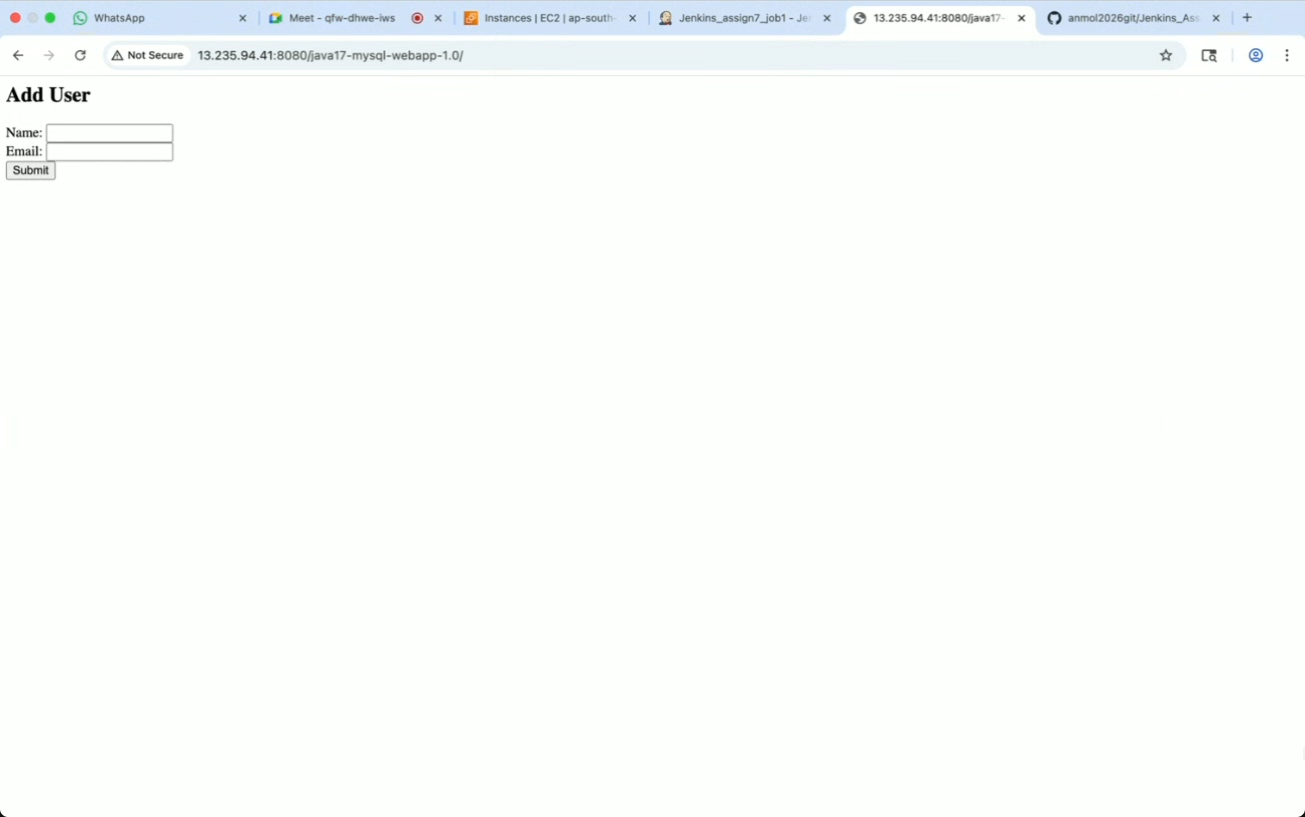 WhatsApp
Meet - qfw-dhwe-iws
Instances | EC2 | ap-south-
Jenkins_assign7_job1 - Je
13.235.94.41:8080/java17-
anmol2026git/Jenkins_Ass
Not Secure 13.235.94.41:8080/java17-mysql-webapp-1.0/
Add User
Name:
Email:
Submit